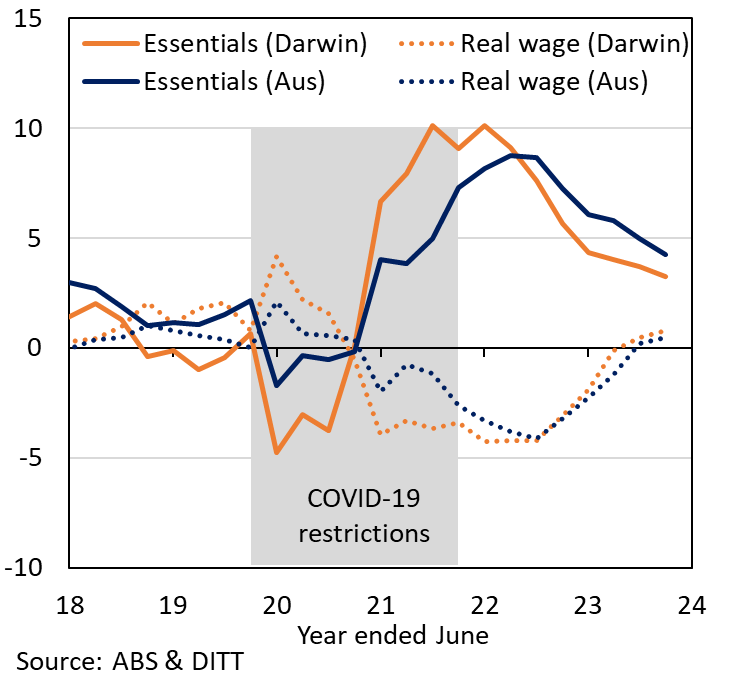 15
Essentials (Darwin)
Real wage (Darwin)
Essentials (Aus)
Real wage (Aus)
10
5
0
-5
COVID-19
restrictions
-10
18 19 20 21 22 23 24
Year ended June
Source: ABS & DITT